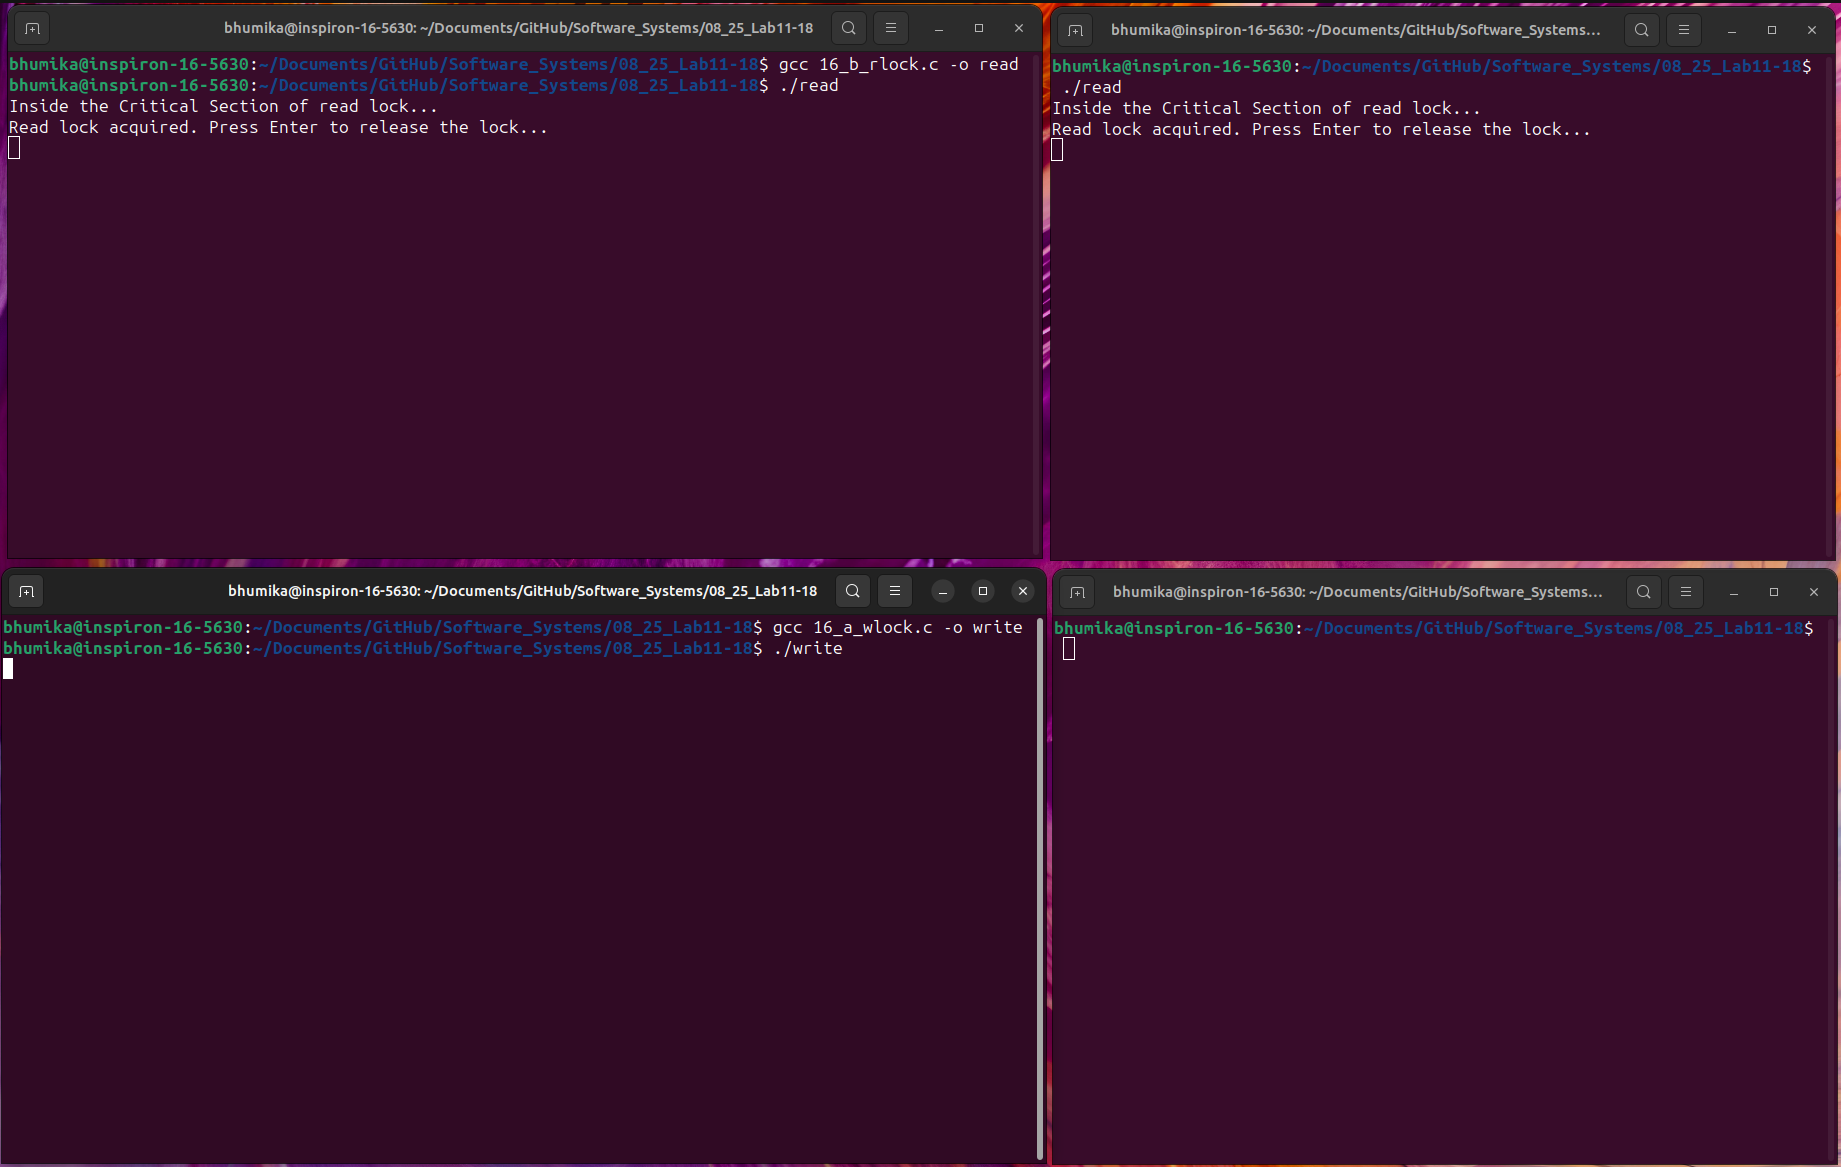 bhumika@inspiron-16-5630: ~/Documents/GitHub/Software_Systems/08_25_Lab11-18
bhumika@inspiron-16-5630:~/Documents/GitHub/Software_Systems/08_25_Lab11-18$ gcc 16_b_rlock.c -o read
bhumika@inspiron-16-5630:~/Documents/GitHub/Software_Systems/08_25_Lab11-18$ ./read
Inside the Critical Section of read lock...
Read lock acquired. Press Enter to release the lock...
bhumika@inspiron-16-5630: ~/Documents/GitHub/Software_Systems...
bhumika@inspiron-16-5630:~/Documents/GitHub/Software_Systems/08_25_Lab11-18$
./read
Inside the Critical Section of read lock...
Read lock acquired. Press Enter to release the lock...
bhumika@inspiron-16-5630: ~/Documents/GitHub/Software_Systems/08_25_Lab11-18
bhumika@inspiron-16-5630:~/Documents/GitHub/Software_Systems/08_25_Lab11-18$ gcc 16_a_wlock.c -o write
bhumika@inspiron-16-5630:~/Documents/GitHub/Software_Systems/08_25_Lab11-18$ ./write
bhumika@inspiron-16-5630: ~/Documents/GitHub/Software_Systems...
bhumika@inspiron-16-5630:~/Documents/GitHub/Software_Systems/08_25_Lab11-18$